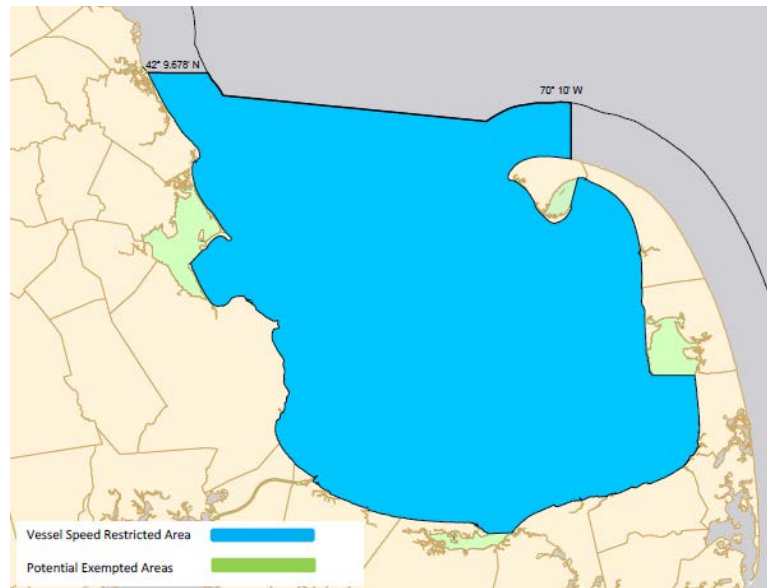 42° 9.678' N
70° 10' W
Vessel Speed Restricted Area
Potential Exempted Areas